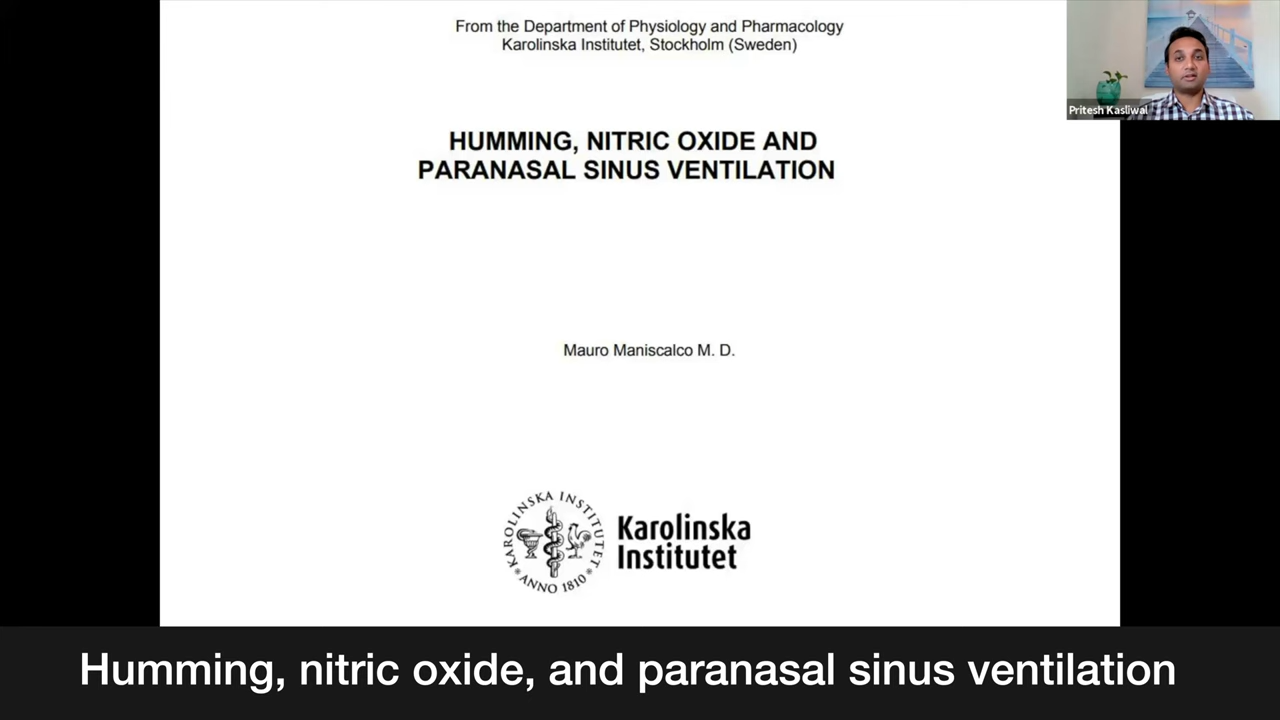 From the Department of Physiology and Pharmacology
Karolinska Institutet, Stockholm (Sweden)
Pritesh Kasliwal
HUMMING, NITRIC OXIDE AND
PARANASAL SINUS VENTILATION
Mauro Maniscalco M. D.
KAROLINSKA INSTITUTET
ANNO 1810
Karolinska
Institutet
Humming, nitric oxide, and paranasal sinus ventilation